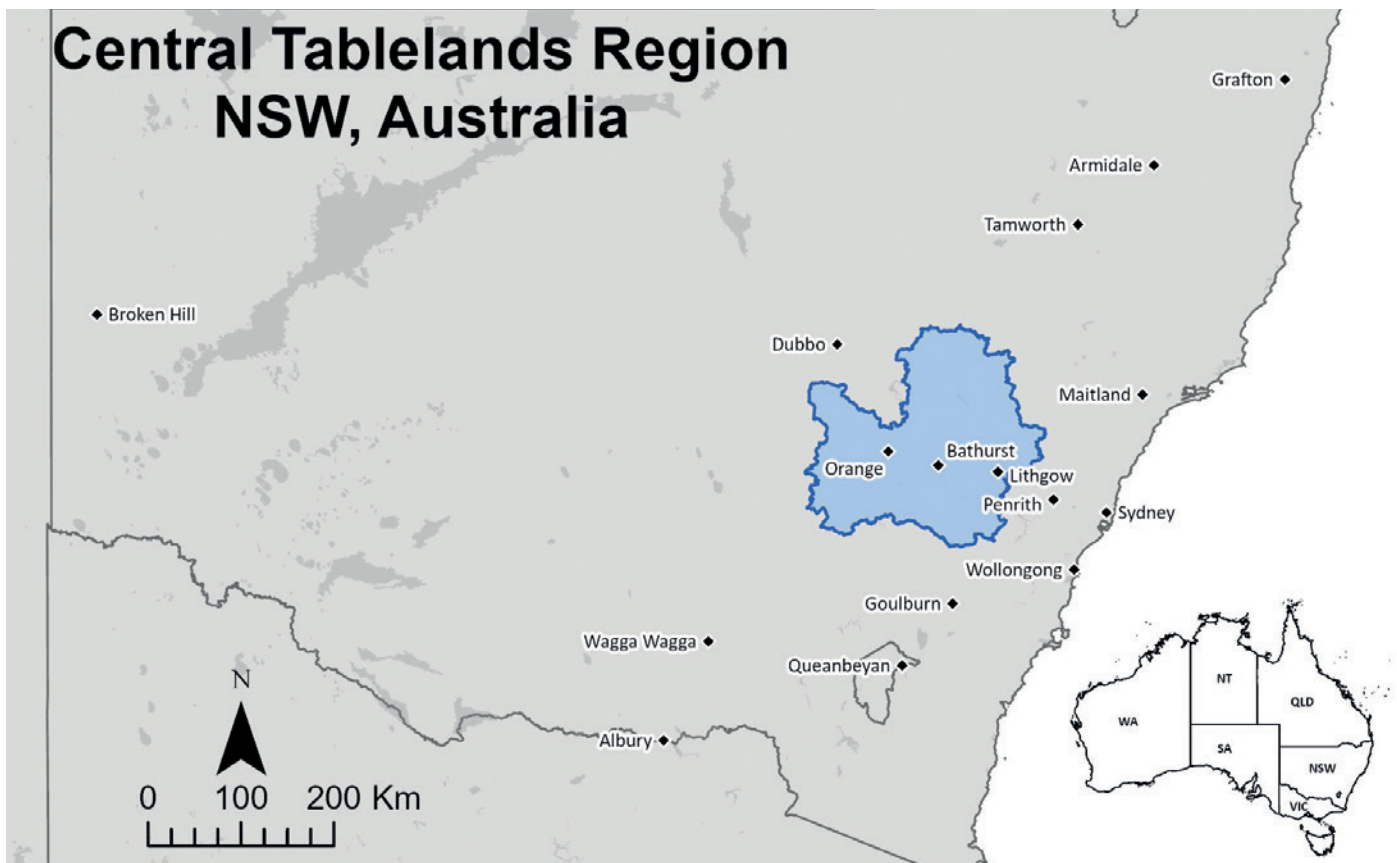 Central Tablelands Region
NSW, Australia
Grafton
Armidale
Tamworth
Broken Hill
Dubbo
Maitland
Bathurst
Orange
Lithgow
Penrith
Sydney
Wollongong
Goulburn
Wagga Wagga
Queanbeyan
Albury
N
0 100 200 Km
NT
QLD
WA
SA
NSW
VIC